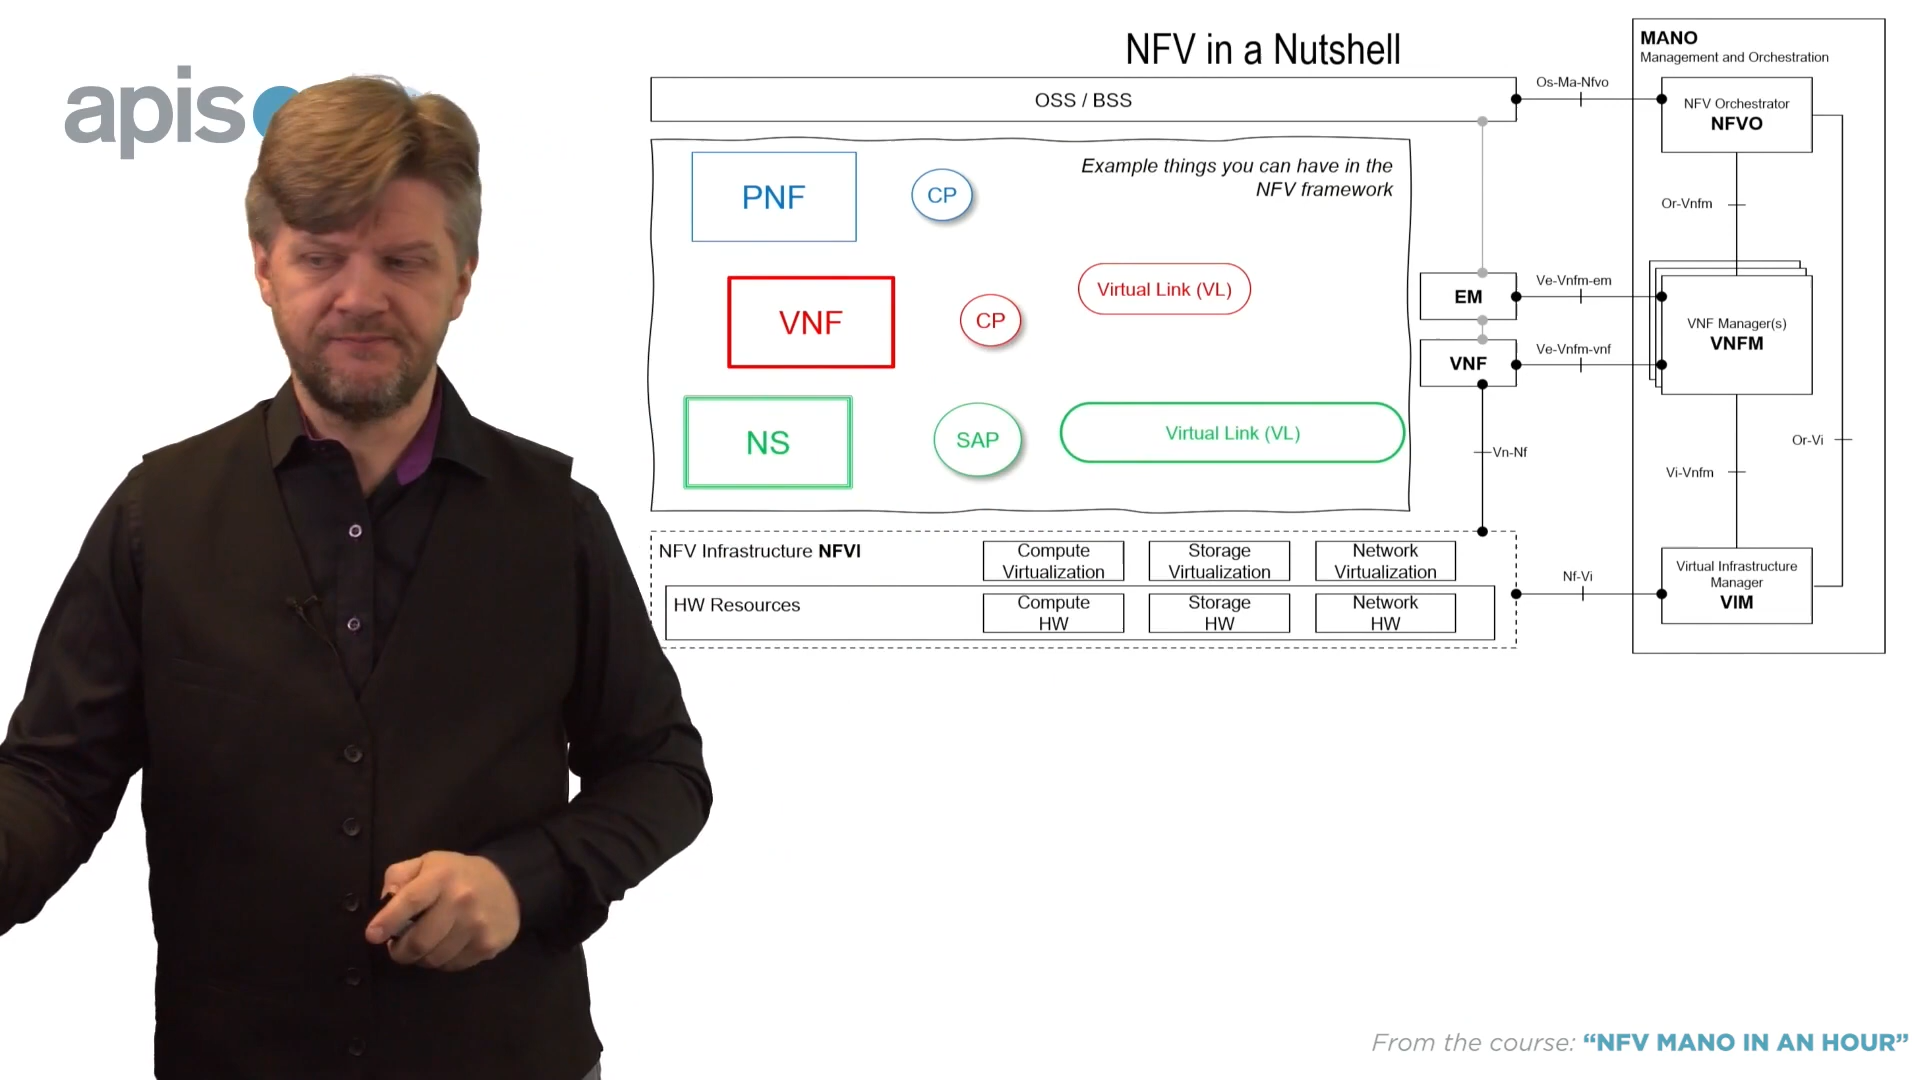 apis
NFV in a Nutshell
OSS / BSS
Os-Ma-Nfvo
MANO
Management and Orchestration
NFV Orchestrator
NFVO
Example things you can have in the
NFV framework
PNF
CP
Or-Vnfm
VNF
CP
Virtual Link (VL)
EM
Ve-Vnfm-em
VNF
Ve-Vnfm-vnf
VNF Manager(s)
VNFM
NS
SAP
Virtual Link (VL)
Vn-Nf
Vi-Vnfm
Or-Vi
NFV Infrastructure NFVI
Compute
Virtualization
Storage
Virtualization
Network
Virtualization
HW Resources
Compute
HW
Storage
HW
Network
HW
Nf-Vi
Virtual Infrastructure
Manager
VIM
From the course: “NFV MANO IN AN HOUR”